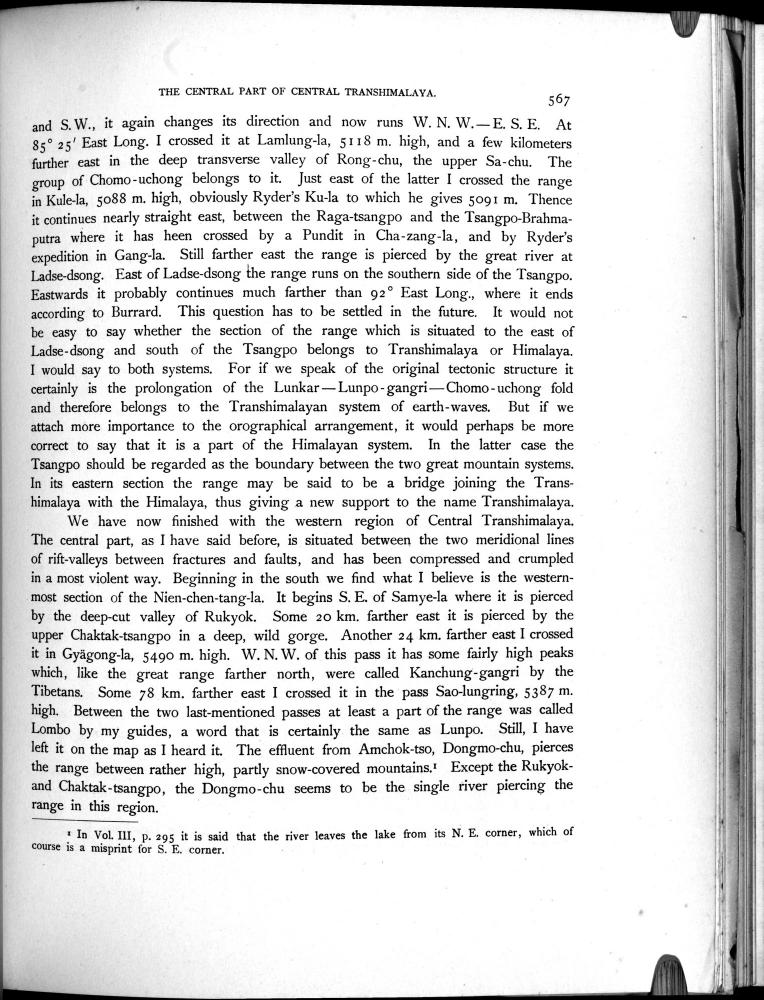 THE CENTRAL PART OF CENTRAL TRANSHIMALAYA.
567
and S.W., it again changes its direction and now runs W. N. W.—E. S. E. At
85° 25′ East Long. I crossed it at Lamlung-la, 5118 m. high, and a few kilometers
further east in the deep transverse valley of Rong-chu, the upper Sa-chu. The
group of Chomo-uchong belongs to it. Just east of the latter I crossed the range
in Kule-la, 5088 m. high, obviously Ryder's Ku-la to which he gives 5091 m. Thence
it continues nearly straight east, between the Raga-tsangpo and the Tsangpo-Brahma-
putra where it has heen crossed by a Pundit in Cha-zang-la, and by Ryder's
expedition in Gang-la. Still farther east the range is pierced by the great river at
Ladse-dsong. East of Ladse-dsong the range runs on the southern side of the Tsangpo.
Eastwards it probably continues much farther than 92° East Long., where it ends
according to Burrard. This question has to be settled in the future. It would not
be easy to say whether the section of the range which is situated to the east of
Ladse-dsong and south of the Tsangpo belongs to Transhimalaya or Himalaya.
I would say to both systems. For if we speak of the original tectonic structure it
certainly is the prolongation of the Lunkar—Lunpo-gangri—Chomo-uchong fold
and therefore belongs to the Transhimalayan system of earth-waves. But if we
attach more importance to the orographical arrangement, it would perhaps be more
correct to say that it is a part of the Himalayan system. In the latter case the
Tsangpo should be regarded as the boundary between the two great mountain systems.
In its eastern section the range may be said to be a bridge joining the Trans-
himalaya with the Himalaya, thus giving a new support to the name Transhimalaya.
We have now finished with the western region of Central Transhimalaya.
The central part, as I have said before, is situated between the two meridional lines
of rift-valleys between fractures and faults, and has been compressed and crumpled
in a most violent way. Beginning in the south we find what I believe is the western-
most section of the Nien-chen-tang-la. It begins S. E. of Samye-la where it is pierced
by the deep-cut valley of Rukyok. Some 20 km. farther east it is pierced by the
upper Chaktak-tsangpo in a deep, wild gorge. Another 24 km. farther east I crossed
it in Gyägong-la, 5490 m. high. W. N. W. of this pass it has some fairly high peaks
which, like the great range farther north, were called Kanchung-gangri by the
Tibetans. Some 78 km. farther east I crossed it in the pass Sao-lungring, 5387 m.
high. Between the two last-mentioned passes at least a part of the range was called
Lombo by my guides, a word that is certainly the same as Lunpo. Still, I have
left it on the map as I heard it. The effluent from Amchok-tso, Dongmo-chu, pierces
the range between rather high, partly snow-covered mountains.¹ Except the Rukyok-
and Chaktak-tsangpo, the Dongmo-chu seems to be the single river piercing the
range in this region.
¹ In Vol. III, p. 295 it is said that the river leaves the lake from its N. E. corner, which of
course is a misprint for S. E. corner.